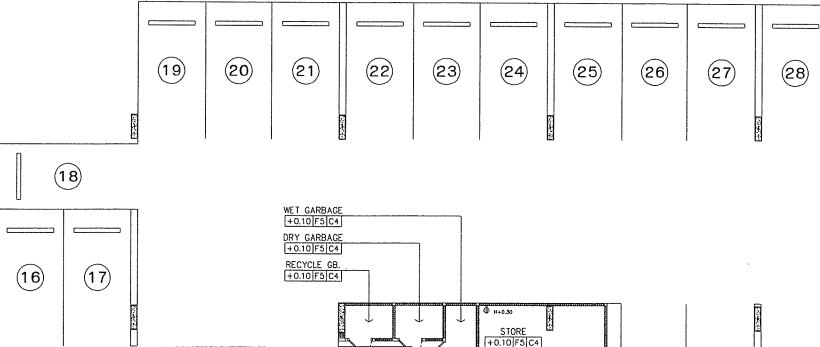 19 20 21 22 23 24 25 26 27 28
18
WET GARBAGE
+0.10 F5 C4
DRY GARBAGE
+0.10 F5 C4
16 17
RECYCLE GB.
+0.10 F5 C4
H+0.30
STORE
+0.10 F5 C4